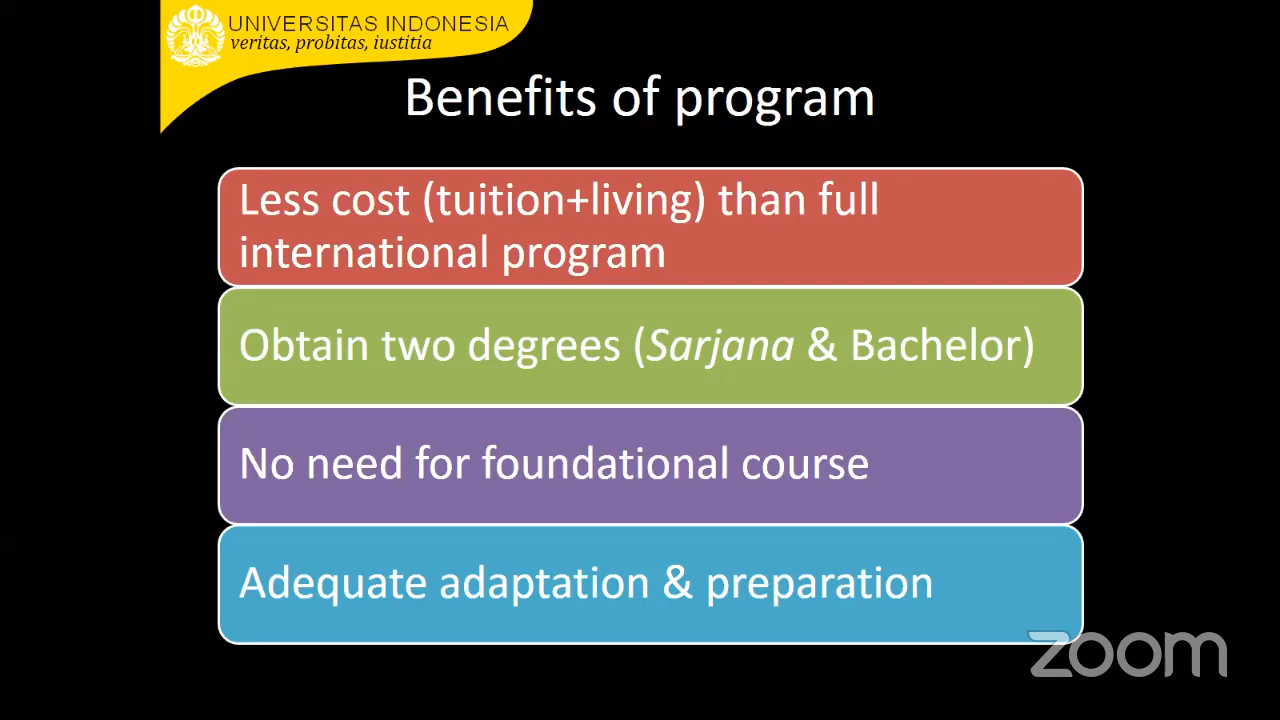 UNIVERSITAS INDONESIA
veritas, probitas, iustitia
Benefits of program
Less cost (tuition+living) than full
international program
Obtain two degrees (Sarjana & Bachelor)
No need for foundational course
Adequate adaptation & preparation
zoom